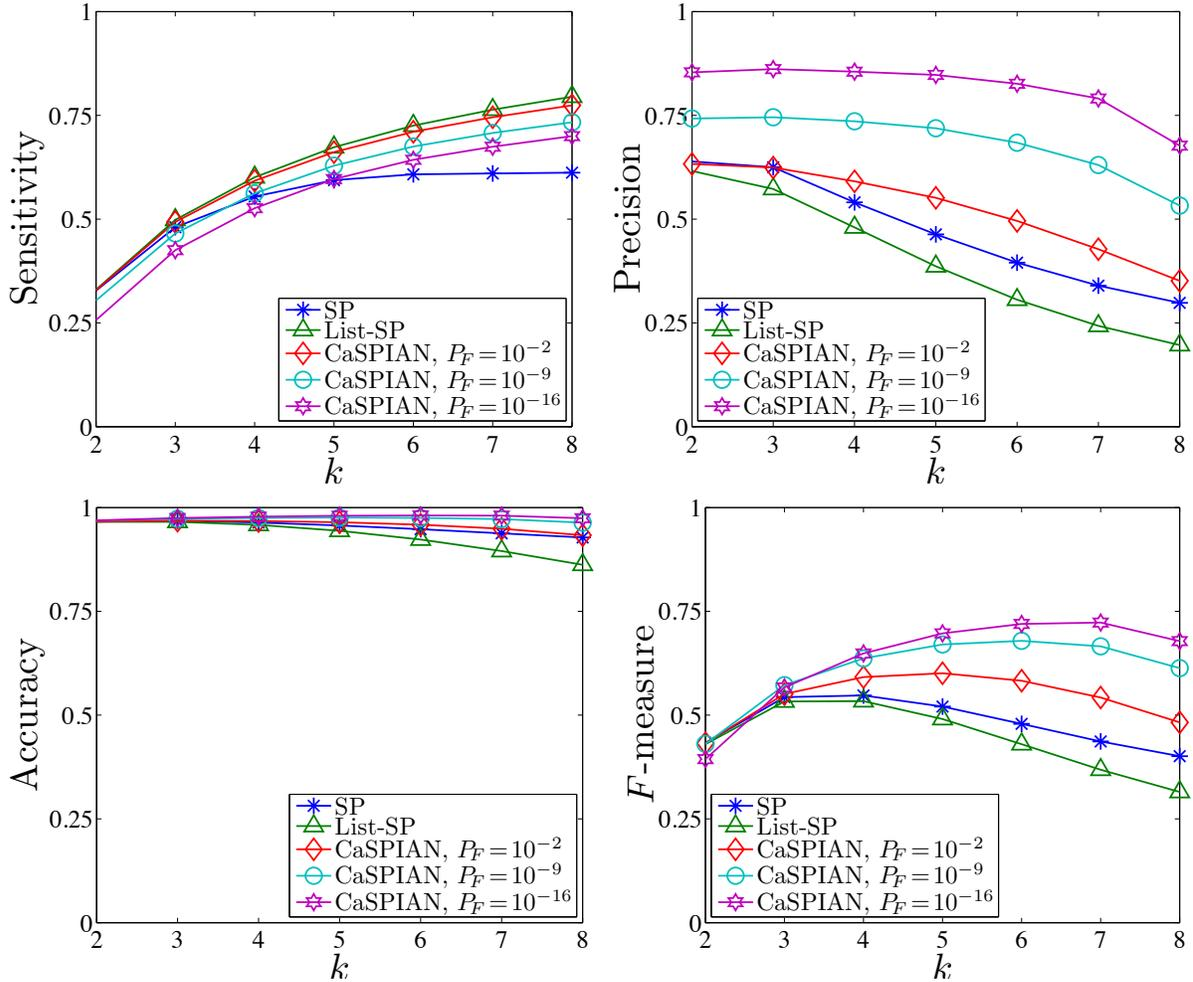 1
0.75
0.5
0.25
0
Sensitivity
2 3 4 5 6 7 8
k
SP
List-SP
CaSPIAN, P_F = 10^{-2}
CaSPIAN, P_F = 10^{-9}
CaSPIAN, P_F = 10^{-16}
1
0.75
0.5
0.25
0
Precision
2 3 4 5 6 7 8
k
SP
List-SP
CaSPIAN, P_F = 10^{-2}
CaSPIAN, P_F = 10^{-9}
CaSPIAN, P_F = 10^{-16}
1
0.75
0.5
0.25
0
Accuracy
2 3 4 5 6 7 8
k
SP
List-SP
CaSPIAN, P_F = 10^{-2}
CaSPIAN, P_F = 10^{-9}
CaSPIAN, P_F = 10^{-16}
1
0.75
0.5
0.25
0
F-measure
2 3 4 5 6 7 8
k
SP
List-SP
CaSPIAN, P_F = 10^{-2}
CaSPIAN, P_F = 10^{-9}
CaSPIAN, P_F = 10^{-16}